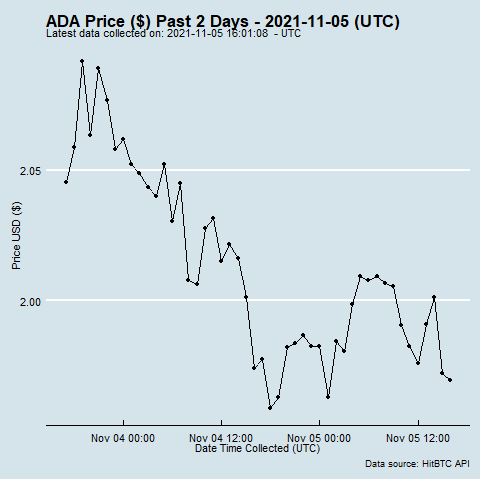 ADA Price ($) Past 2 Days - 2021-11-05 (UTC)
Latest data collected on: 2021-11-05 16:01:08 - UTC
2.05
Price USD ($)
2.00
Nov 04 00:00 Nov 04 12:00 Nov 05 00:00 Nov 05 12:00
Date Time Collected (UTC)
Data source: HitBTC API